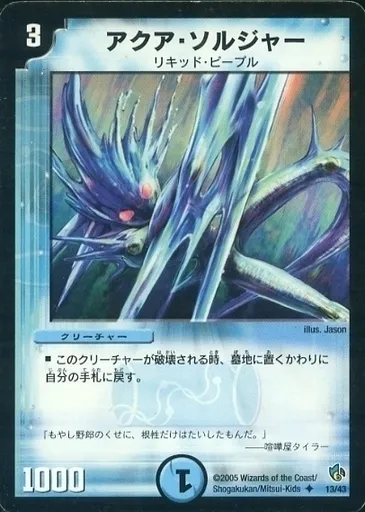 3
アクア・ソルジャー
リキッド・ピープル
illus. Jason
クリーチャー
■ このクリーチャーが破壊される時、墓地に置くかわりに
自分の手札に戻す。
「もやし野郎のくせに、根性だけはたいしたもんだ。」
——喧嘩屋タイラー
1000
1
©2005 Wizards of the Coast/
Shogakukan/Mitsui-Kids 13/43